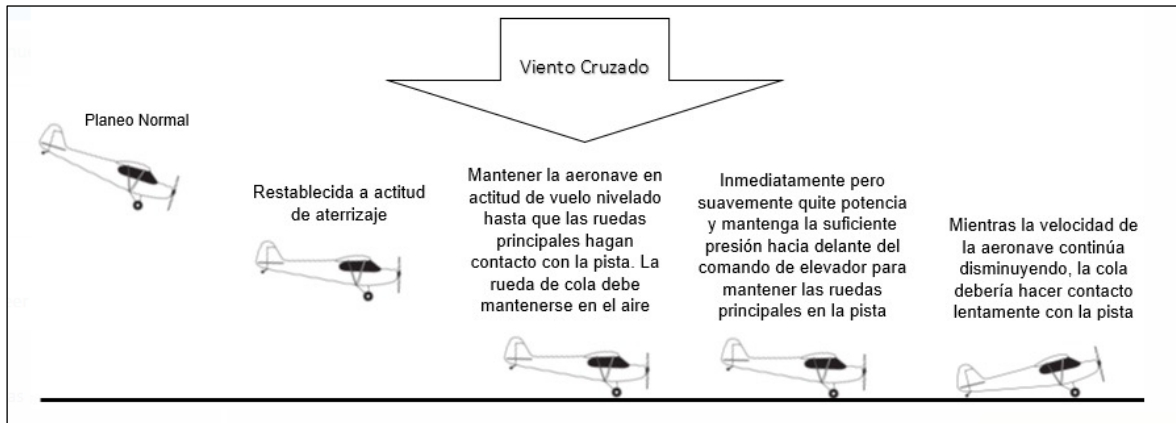 Viento Cruzado
Planeo Normal
Restablecida a actitud
de aterrizaje
Mantener la aeronave en
actitud de vuelo nivelado
hasta que las ruedas
principales hagan
contacto con la pista. La
rueda de cola debe
mantenerse en el aire
Inmediatamente pero
suavemente quite potencia
y mantenga la suficiente
presión hacia delante del
comando de elevador para
mantener las ruedas
principales en la pista
Mientras la velocidad de
la aeronave continúa
disminuyendo, la cola
debería hacer contacto
lentamente con la pista